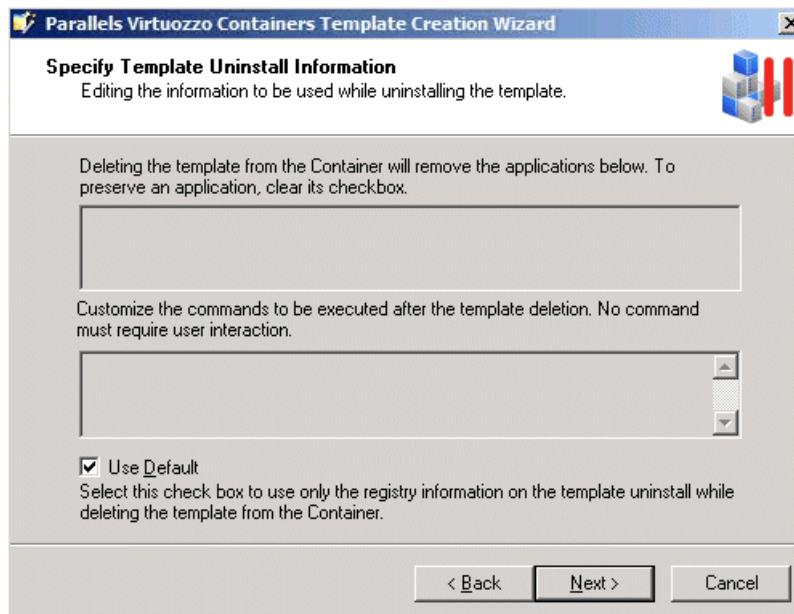 Parallels Virtuozzo Containers Template Creation Wizard
Specify Template Uninstall Information
Editing the information to be used while uninstalling the template.
Deleting the template from the Container will remove the applications below. To
preserve an application, clear its checkbox.
Customize the commands to be executed after the template deletion. No command
must require user interaction.
Use Default
Select this check box to use only the registry information on the template uninstall while
deleting the template from the Container.
< Back
Next >
Cancel